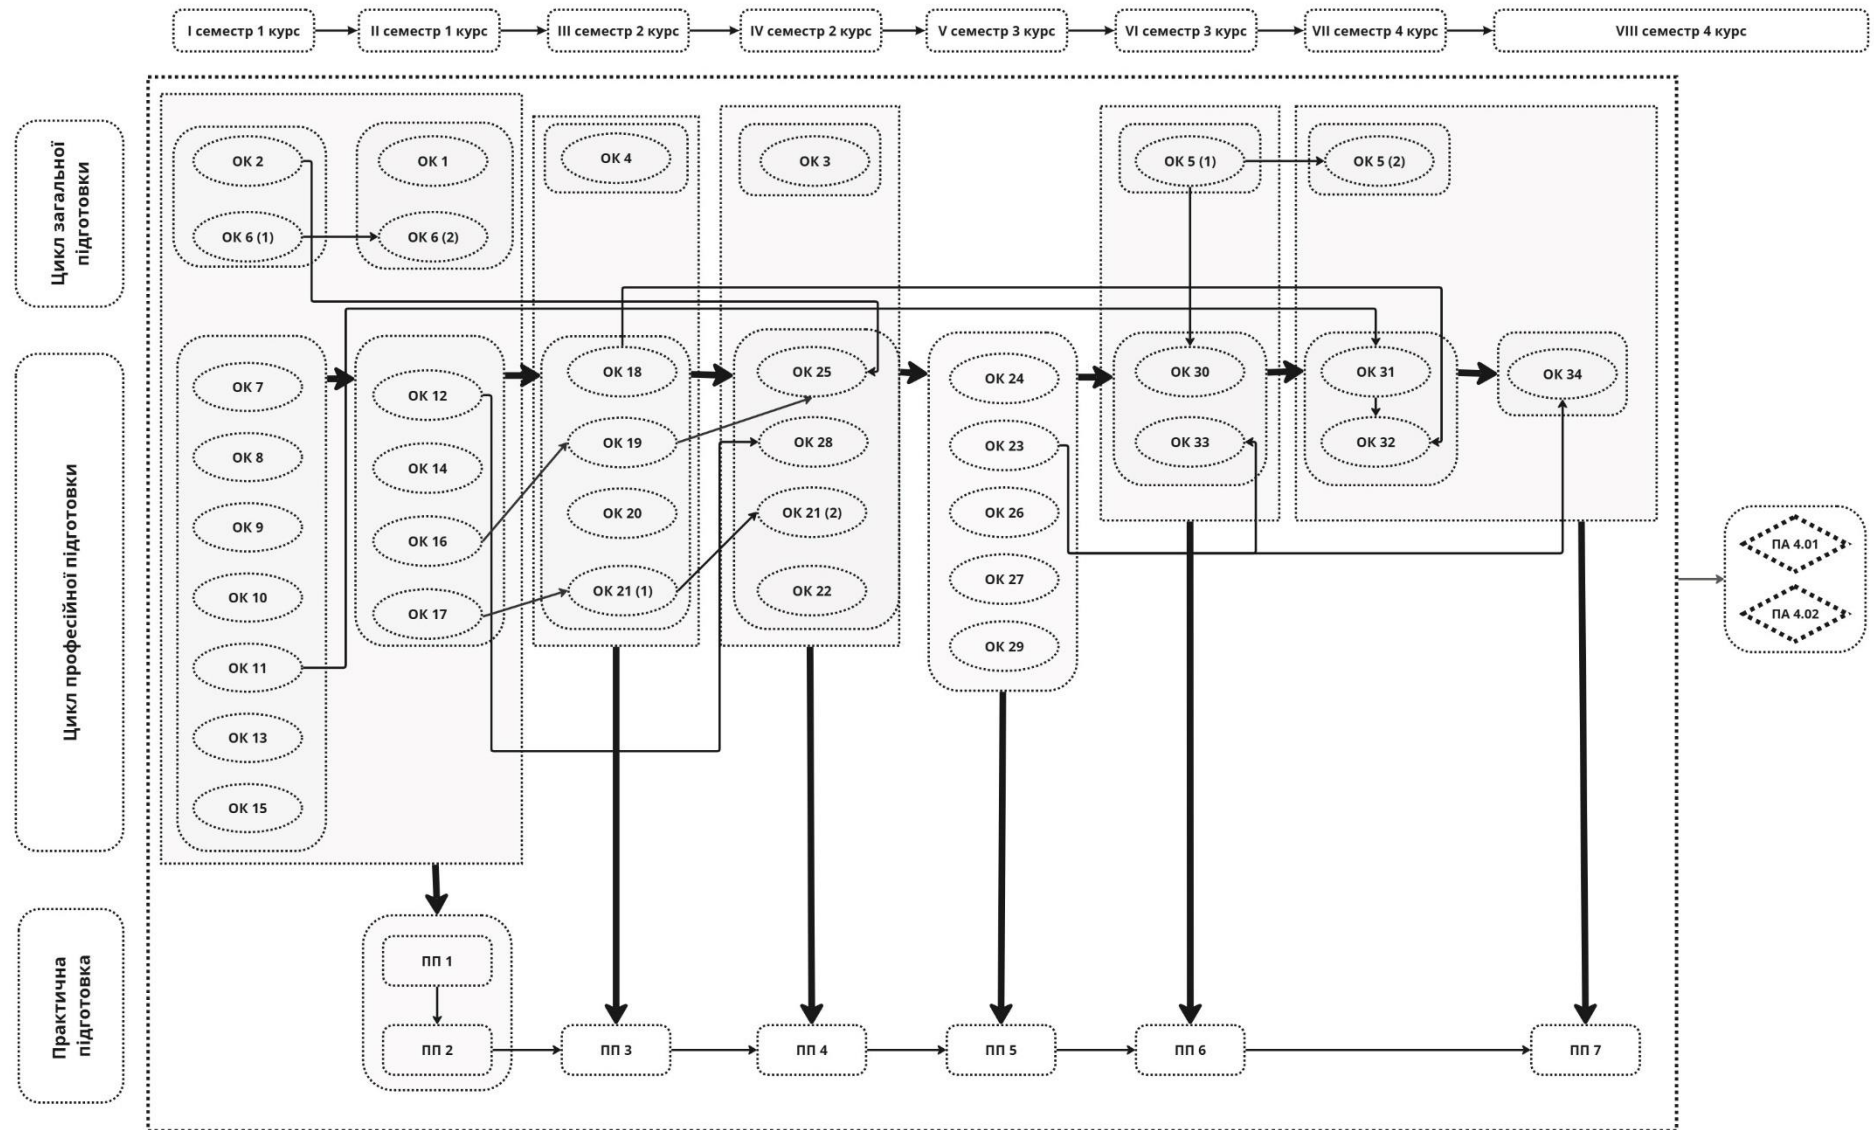 I семестр 1 курс
II семестр 1 курс
III семестр 2 курс
IV семестр 2 курс
V семестр 3 курс
VI семестр 3 курс
VII семестр 4 курс
VIII семестр 4 курс
Цикл загальної
підготовки
ОК 2
ОК 6 (1)
ОК 1
ОК 6 (2)
ОК 4
ОК 3
ОК 5 (1)
ОК 5 (2)
Цикл професійної підготовки
ОК 7
ОК 8
ОК 9
ОК 10
ОК 11
ОК 13
ОК 15
ОК 12
ОК 14
ОК 16
ОК 17
ОК 18
ОК 19
ОК 20
ОК 21 (1)
ОК 25
ОК 28
ОК 21 (2)
ОК 22
ОК 24
ОК 23
ОК 26
ОК 27
ОК 29
ОК 30
ОК 33
ОК 31
ОК 32
ОК 34
ПА 4.01
ПА 4.02
Практична
підготовка
ПП 1
ПП 2
ПП 3
ПП 4
ПП 5
ПП 6
ПП 7